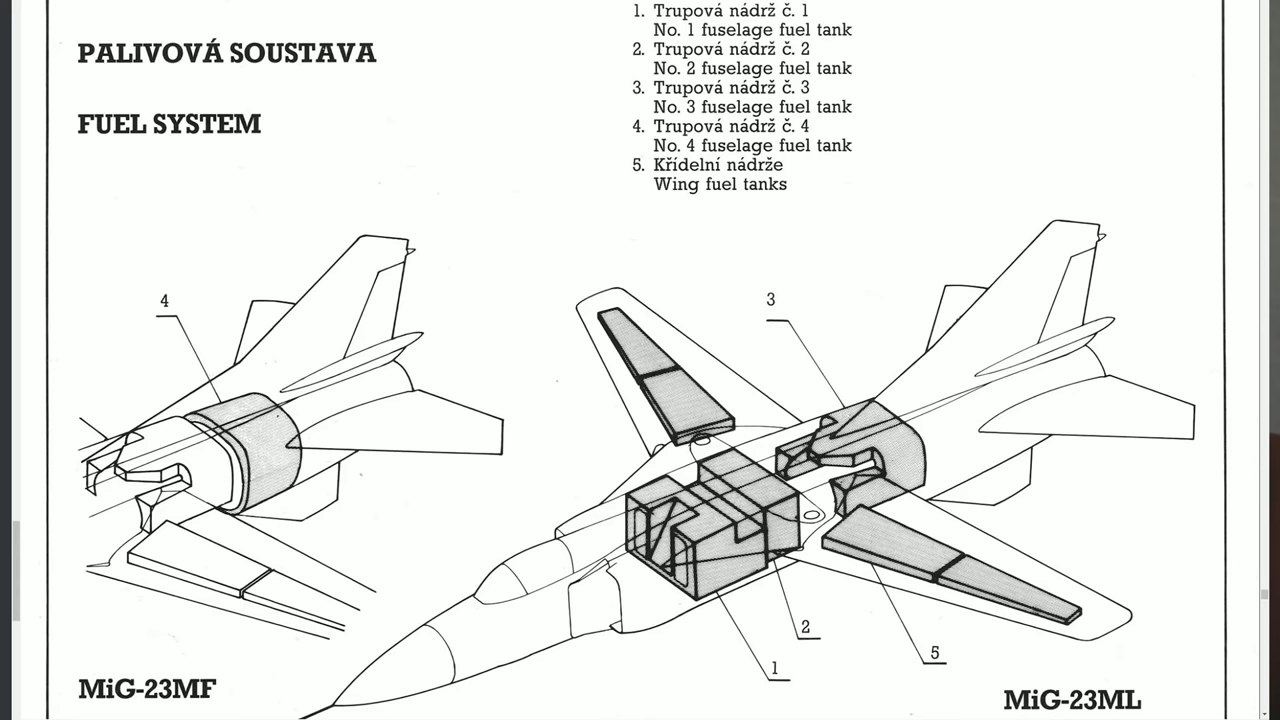 PALIVOVÁ SOUSTAVA
FUEL SYSTEM
1. Trupová nádrž č. 1
No. 1 fuselage fuel tank
2. Trupová nádrž č. 2
No. 2 fuselage fuel tank
3. Trupová nádrž č. 3
No. 3 fuselage fuel tank
4. Trupová nádrž č. 4
No. 4 fuselage fuel tank
5. Křídelní nádrže
Wing fuel tanks
4
3
2
5
1
MiG-23MF
MiG-23ML